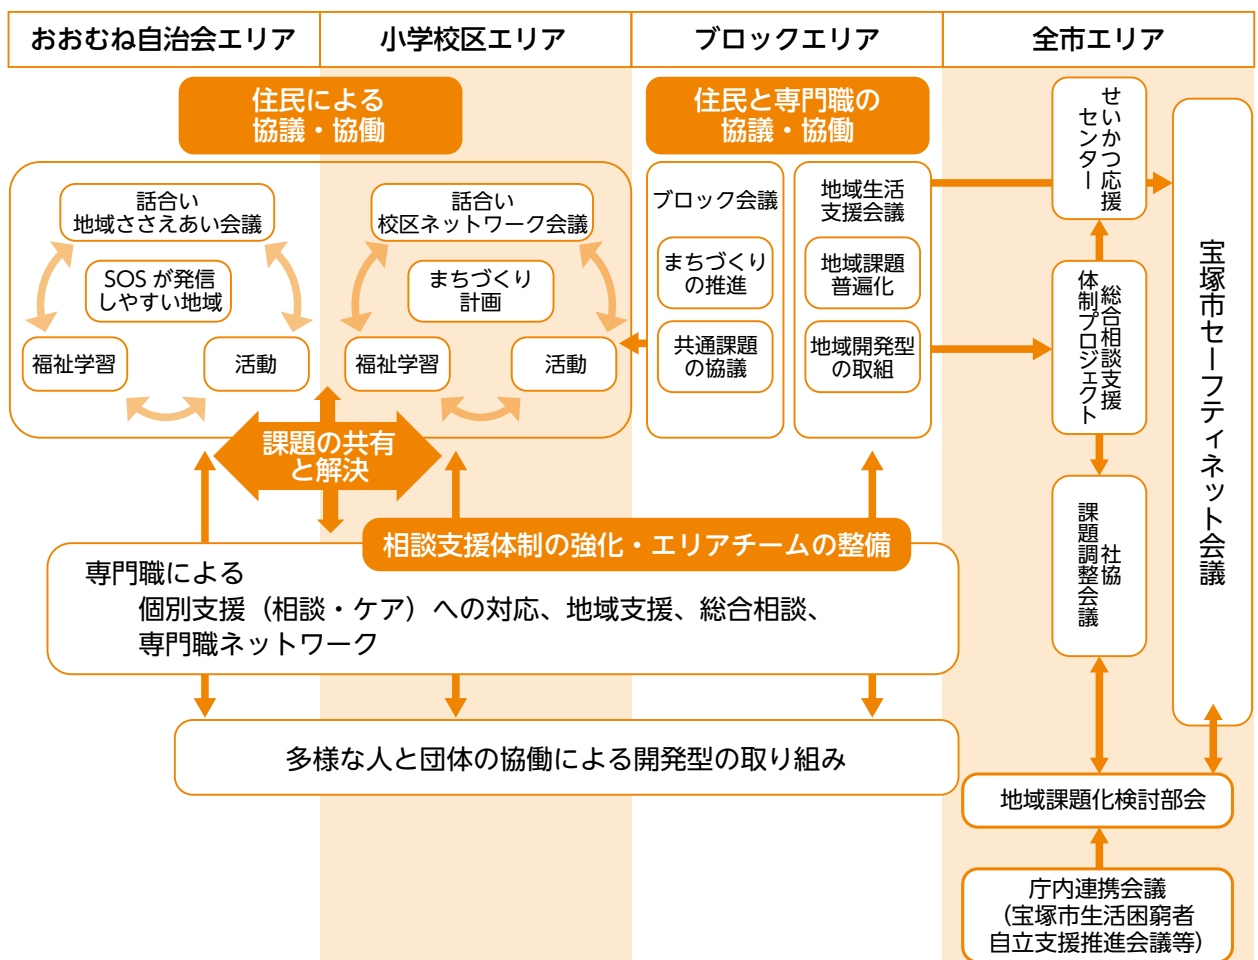 おおむね自治会エリア
小学校区エリア
ブロックエリア
全市エリア
住民による
協議・協働
住民と専門職の
協議・協働
話合い
地域ささえあい会議
SOSが発信
しやすい地域
福祉学習
活動
話合い
校区ネットワーク会議
まちづくり
計画
福祉学習
活動
課題の共有
と解決
ブロック会議
まちづくり
の推進
共通課題
の協議
地域生活
支援会議
地域課題
普遍化
地域開発型
の取組
せいかつ応援
センター
総合相談支援
体制プロジェクト
社協
課題調整会議
宝塚市セーフティネット会議
相談支援体制の強化・エリアチームの整備
専門職による
個別支援（相談・ケア）への対応、地域支援、総合相談、
専門職ネットワーク
多様な人と団体の協働による開発型の取り組み
地域課題化検討部会
庁内連携会議
（宝塚市生活困窮者
自立支援推進会議等）